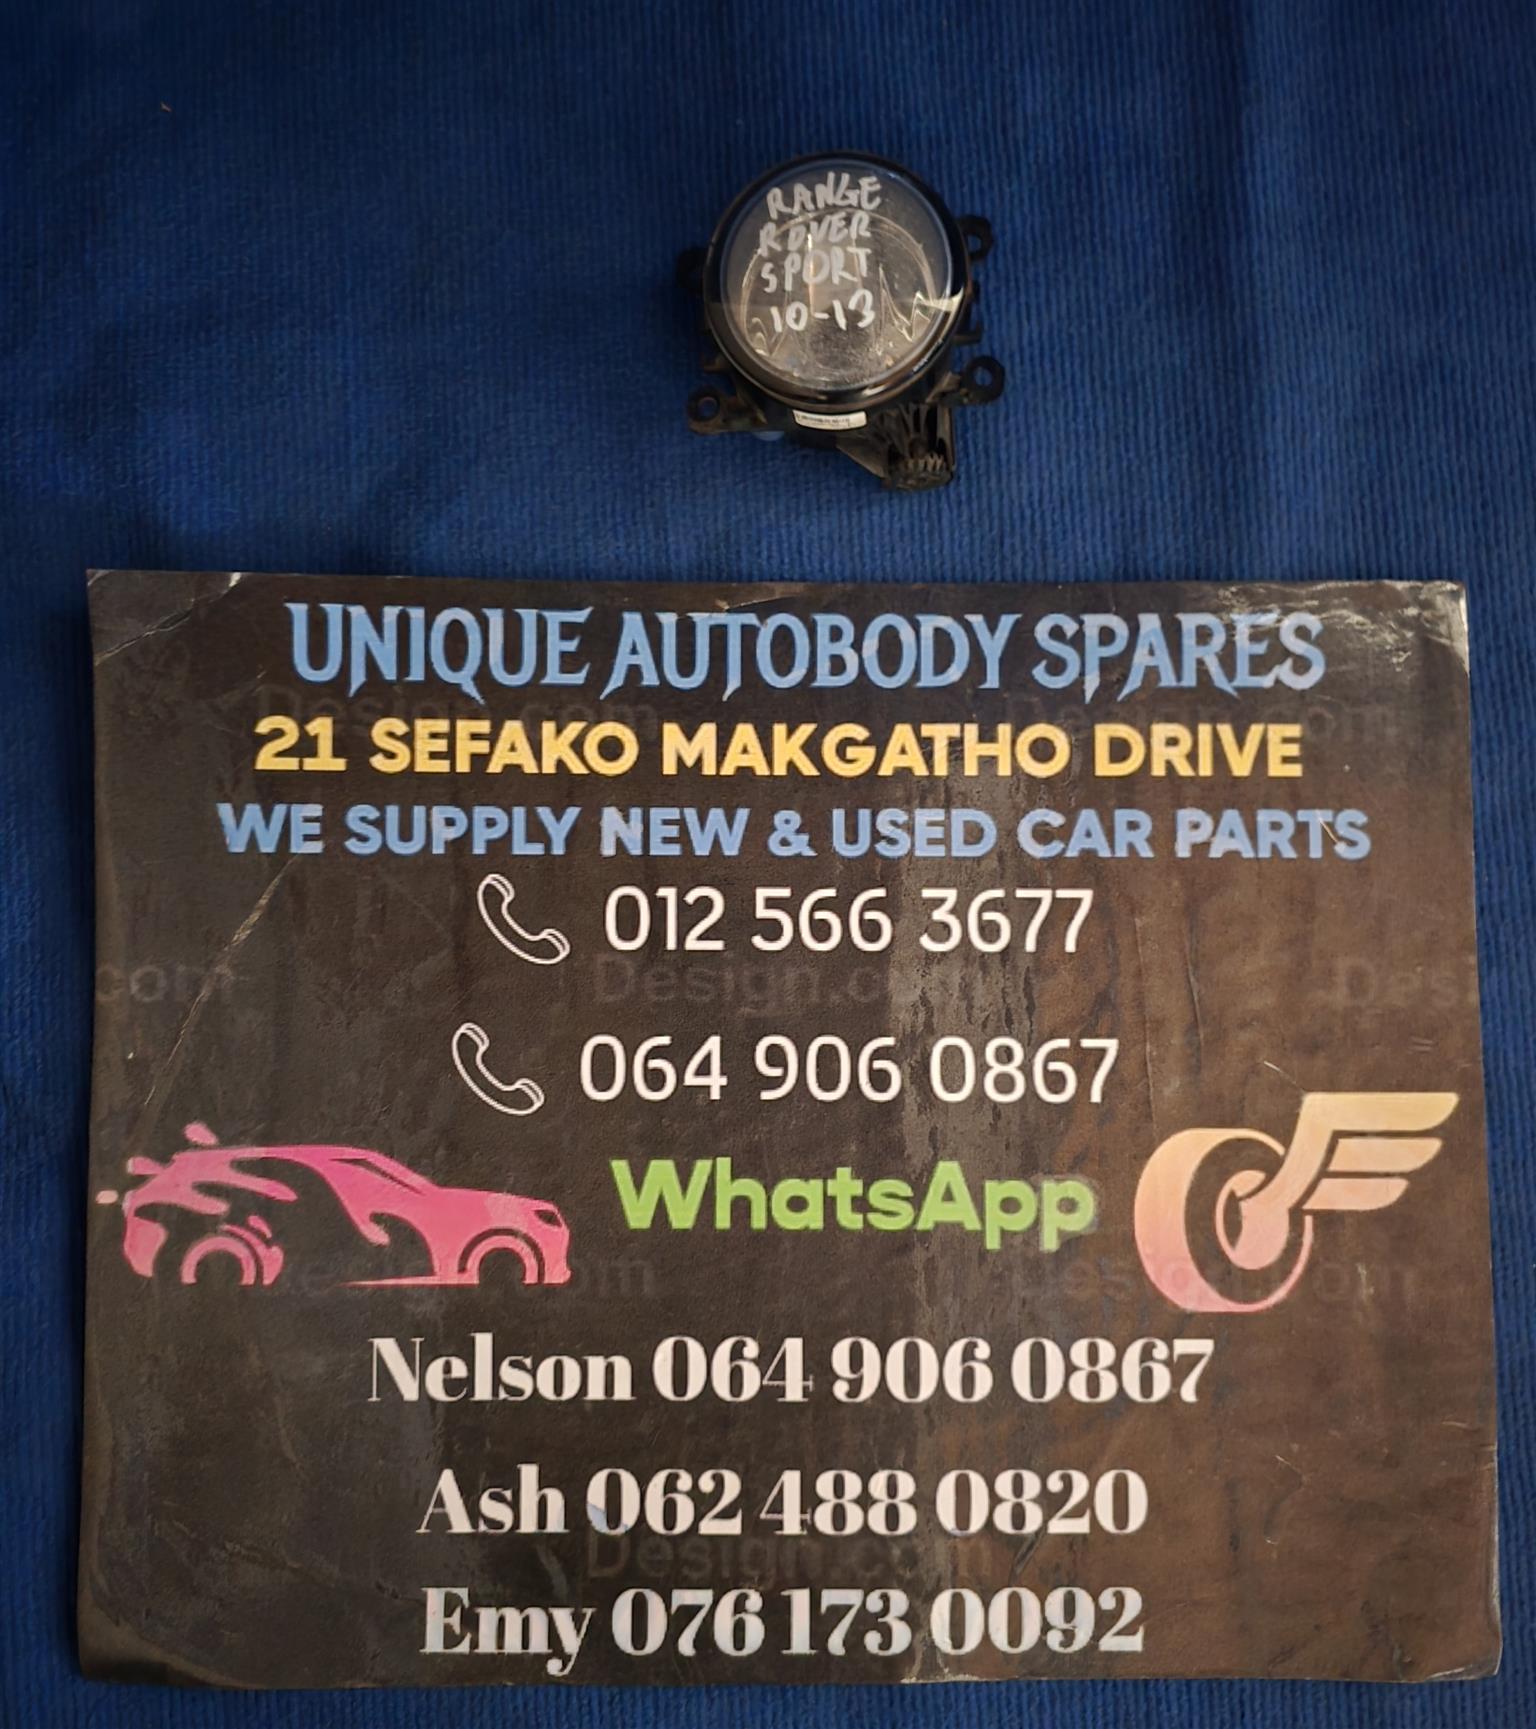 RANGE
ROVER
SPORT
10-13
UNIQUE AUTOBODY SPARES
21 SEFAKO MAKGATHO DRIVE
WE SUPPLY NEW & USED CAR PARTS
012 566 3677
064 906 0867
WhatsApp
Nelson 064 906 0867
Ash 062 488 0820
Emy 076 173 0092